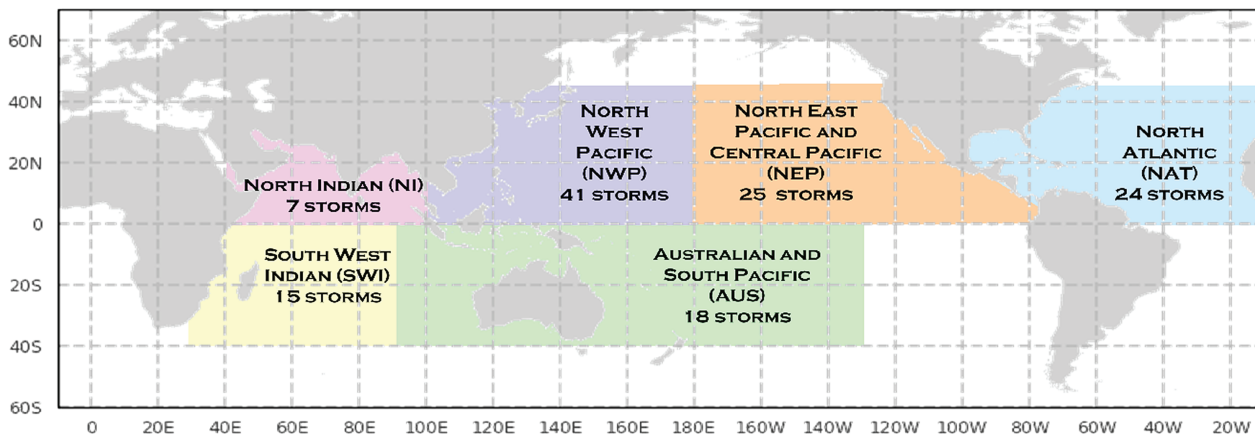 60N
40N
20N
0
20S
40S
60S
NORTH INDIAN (NI)
7 STORMS
NORTH
WEST
PACIFIC
(NWP)
41 STORMS
NORTH EAST
PACIFIC AND
CENTRAL PACIFIC
(NEP)
25 STORMS
NORTH
ATLANTIC
(NAT)
24 STORMS
SOUTH WEST
INDIAN (SWI)
15 STORMS
AUSTRALIAN AND
SOUTH PACIFIC
(AUS)
18 STORMS
0 20E 40E 60E 80E 100E 120E 140E 160E 180E 160W 140W 120W 100W 80W 60W 40W 20W